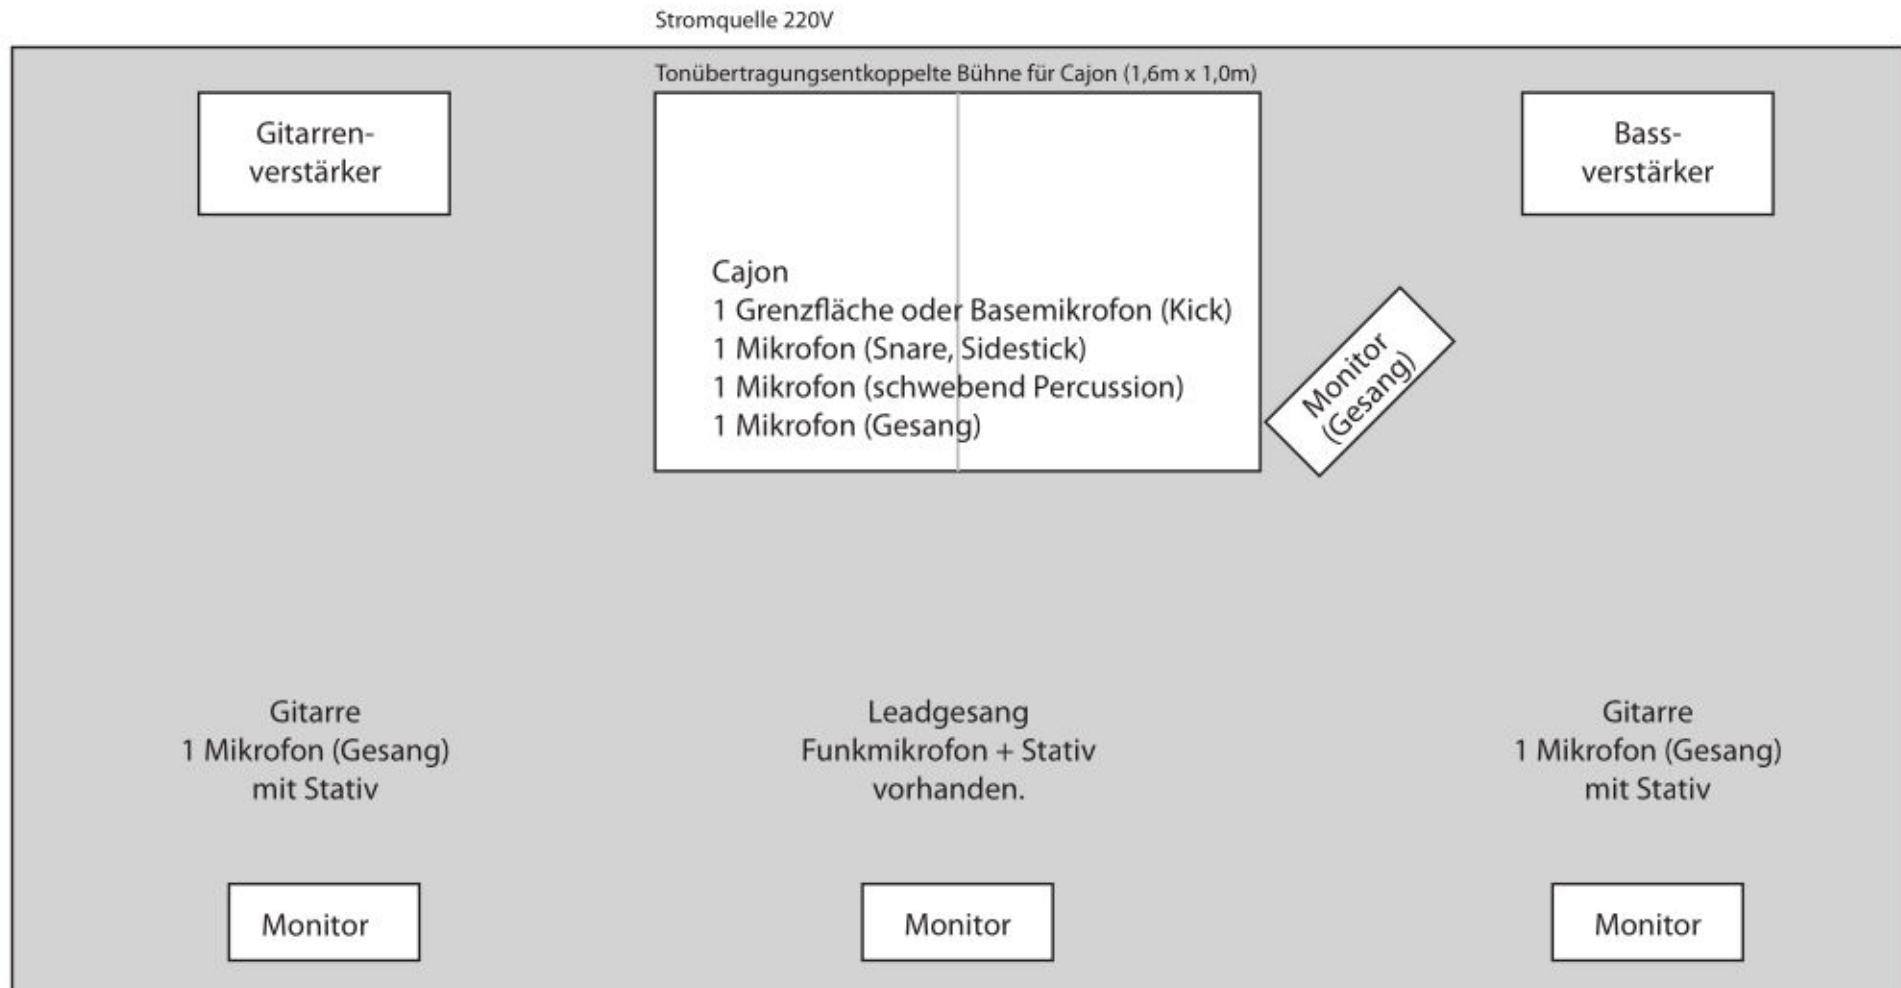 Stromquelle 220V
Tonübertragungsentkoppelte Bühne für Cajon (1,6m x 1,0m)
Gitarren-
verstärker
Bass-
verstärker
Cajon
1 Grenzfläche oder Basemikrofon (Kick)
1 Mikrofon (Snare, Sidestick)
1 Mikrofon (schwebend Percussion)
1 Mikrofon (Gesang)
Monitor
(Gesang)
Gitarre
1 Mikrofon (Gesang)
mit Stativ
Leadgesang
Funkmikrofon + Stativ
vorhanden.
Gitarre
1 Mikrofon (Gesang)
mit Stativ
Monitor
Monitor
Monitor